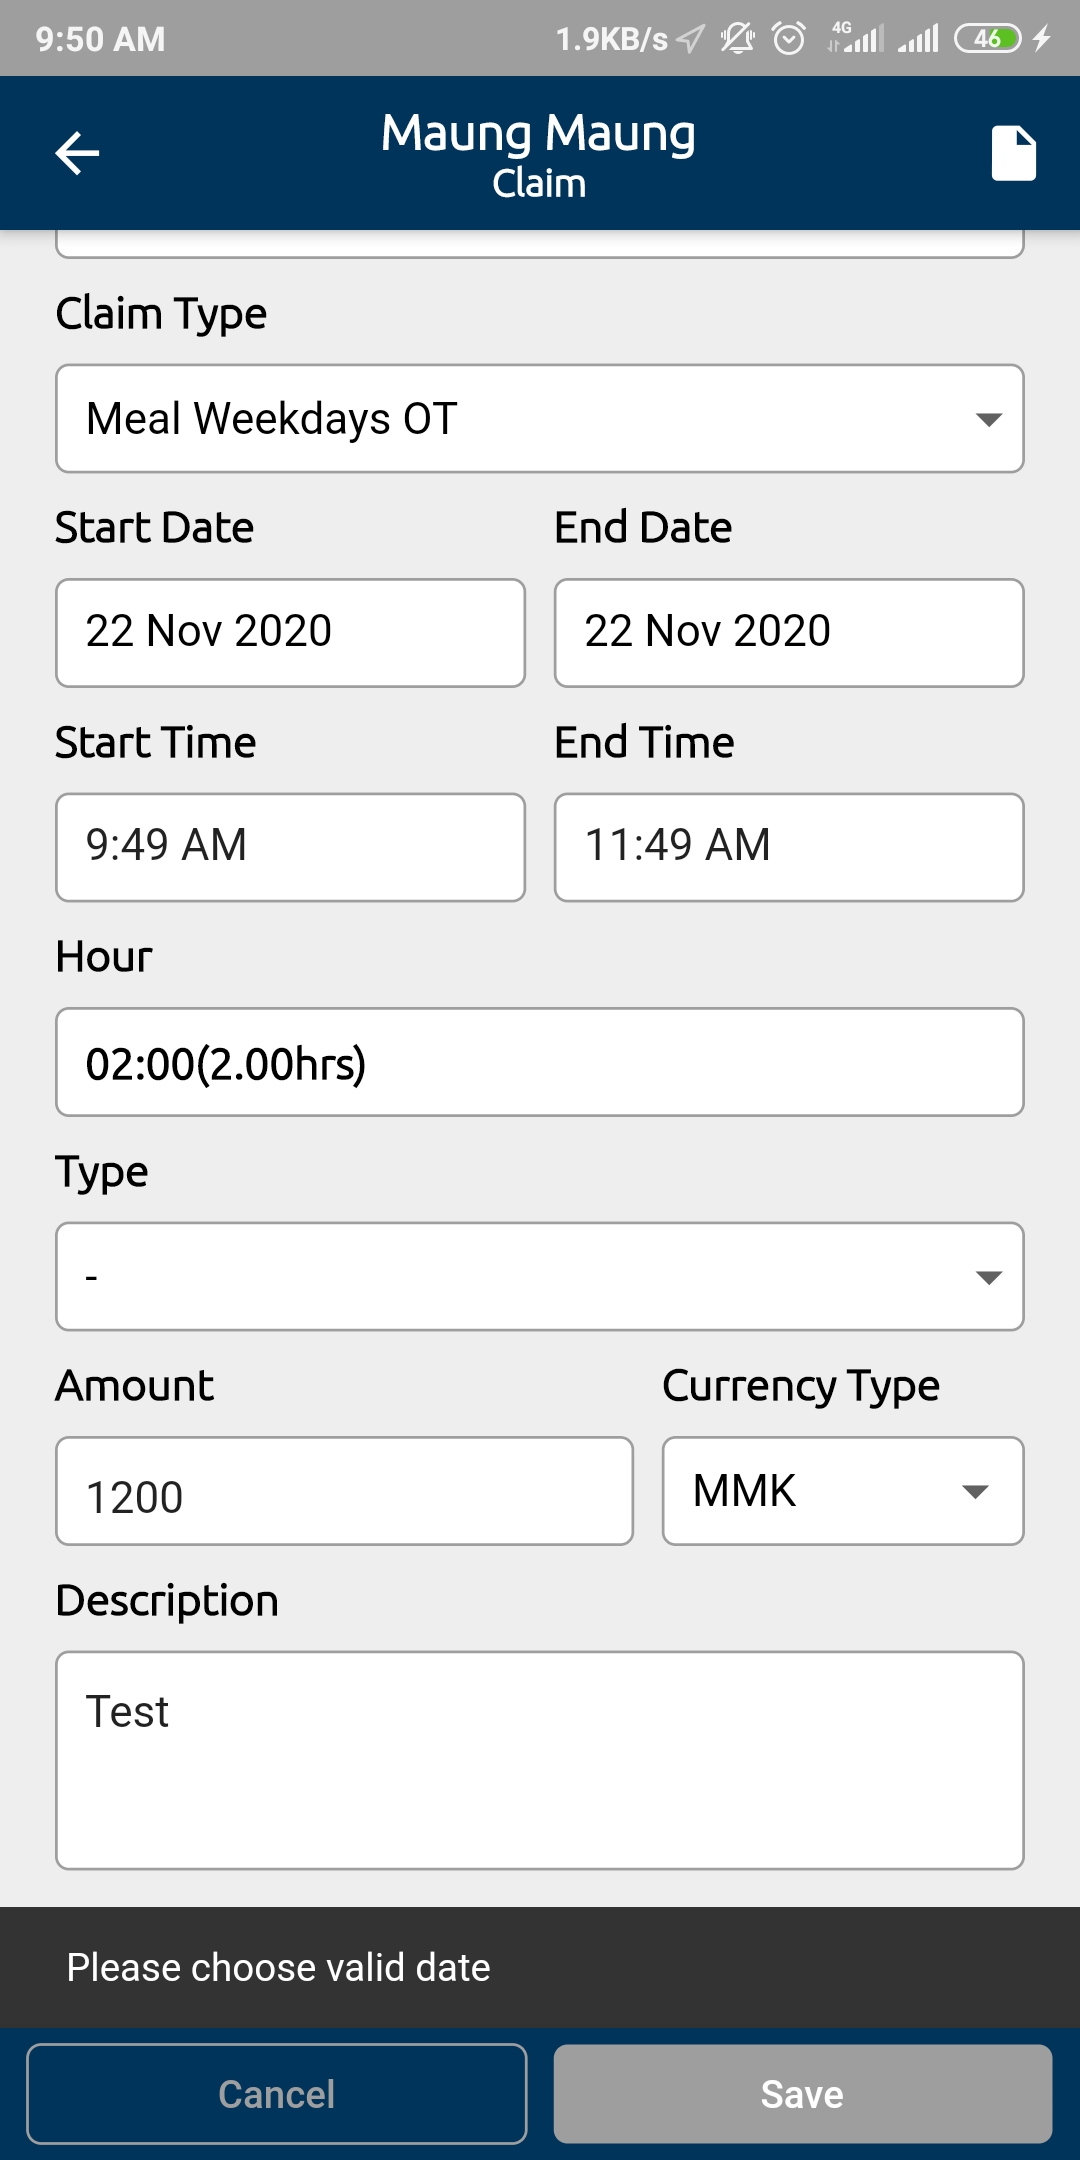 9:50 AM 1.9KB/s 4G 46
Maung Maung
Claim
Claim Type
Meal Weekdays OT
Start Date End Date
22 Nov 2020 22 Nov 2020
Start Time End Time
9:49 AM 11:49 AM
Hour
02:00(2.00hrs)
Type
-
Amount Currency Type
1200 MMK
Description
Test
Please choose valid date
Cancel Save